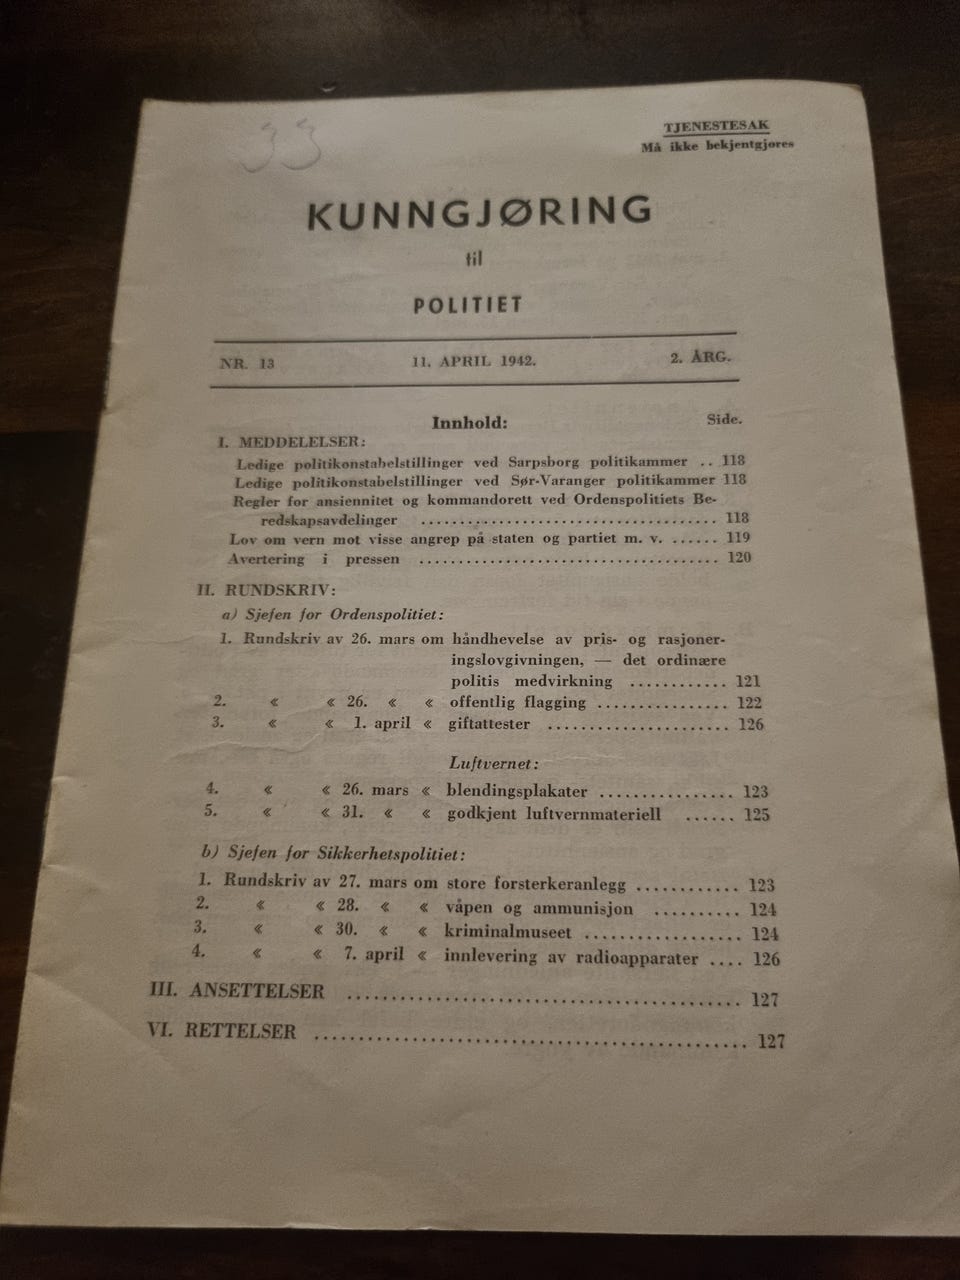 33
TJENESTESAK
Må ikke bekjentgjøres
KUNNGJØRING
til
POLITIET
NR. 13 11. APRIL 1942. 2. ÅRG.
Innhold: Side.
I. MEDDELELSER:
Ledige politikonstabelstillinger ved Sarpsborg politikammer .. 118
Ledige politikonstabelstillinger ved Sør-Varanger politikammer 118
Regler for ansiennitet og kommandorett ved Ordenspolitiets Be-
redskapsavdelinger .................................... 118
Lov om vern mot visse angrep på staten og partiet m. v. ...... 119
Avertering i pressen .................................... 120
II. RUNDSKRIV:
a) Sjefen for Ordenspolitiet:
1. Rundskriv av 26. mars om håndhevelse av pris- og rasjoner-
ingslovgivningen, — det ordinære
politis medvirkning ............ 121
2. « « 26. « « offentlig flagging ................ 122
3. « « 1. april « giftattester ...................... 126
Luftvernet:
4. « « 26. mars « blendingsplakater ................ 123
5. « « 31. « « godkjent luftvernmateriell ...... 125
b) Sjefen for Sikkerhetspolitiet:
1. Rundskriv av 27. mars om store forsterkeranlegg ............ 123
2. « « 28. « « våpen og ammunisjon .......... 124
3. « « 30. « « kriminalmuseet .................. 124
4. « « 7. april « innlevering av radioapparater .... 126
III. ANSETTELSER ............................................. 127
VI. RETTELSER ................................................. 127